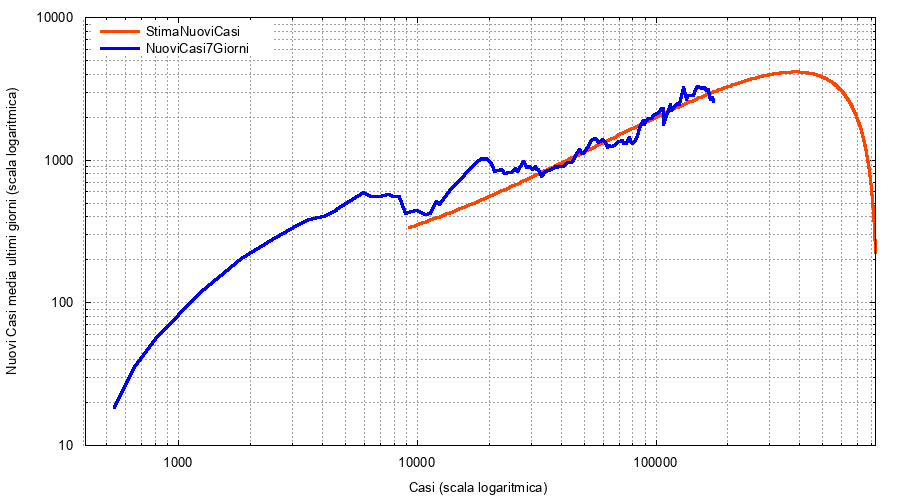 10000
StimaNuoviCasi
NuoviCasi7Giorni
1000
100
10
Nuovi Casi media ultimi giorni (scala logaritmica)
1000 10000 100000
Casi (scala logaritmica)